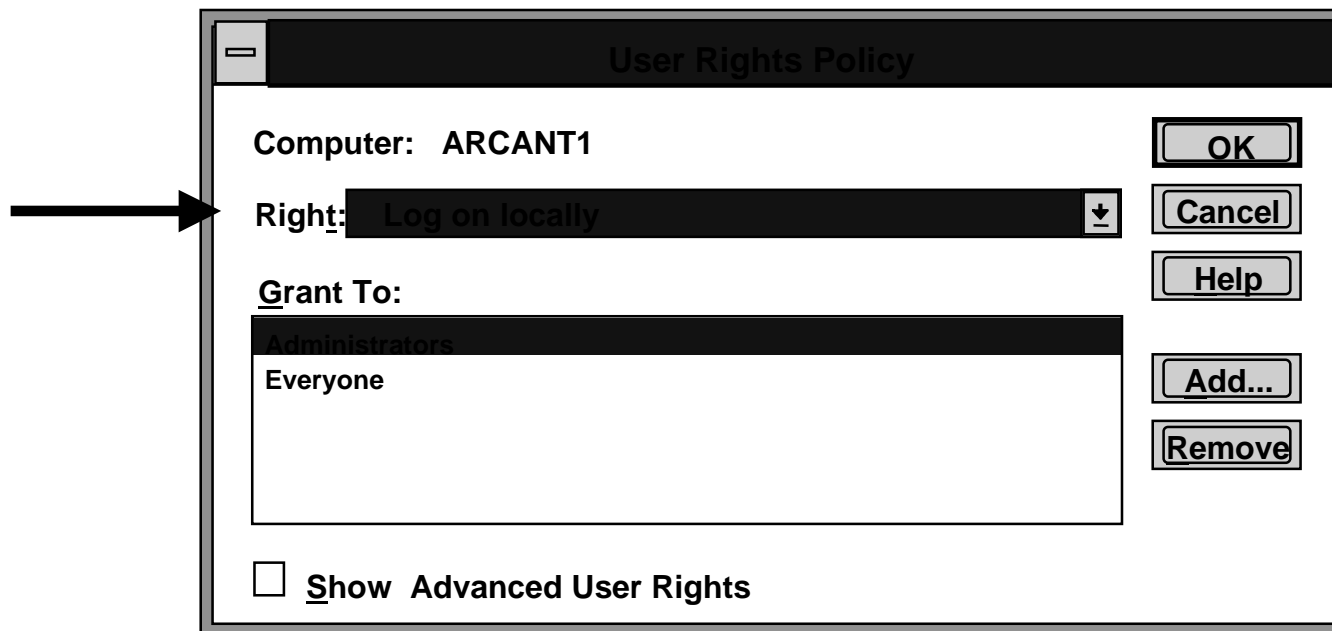 User Rights Policy
Computer: ARCANT1
OK
Right: Log on locally
Cancel
Help
Grant To:
Administrators
Everyone
Add...
Remove
Show Advanced User Rights